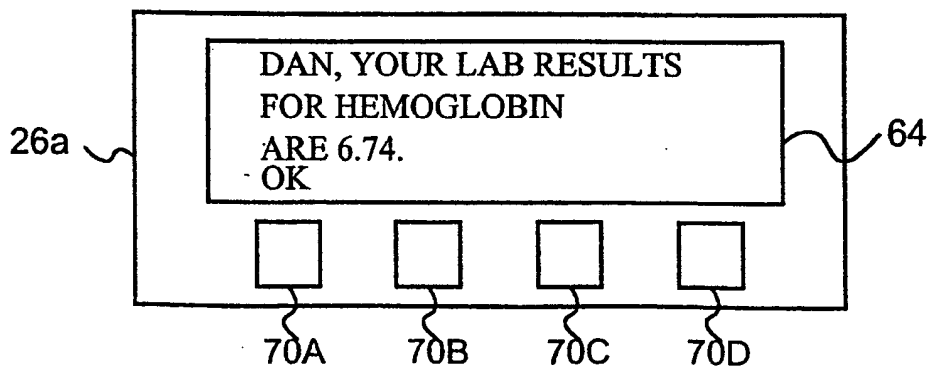 DAN, YOUR LAB RESULTS
FOR HEMOGLOBIN
ARE 6.74.
OK
26a
64
70A 70B 70C 70D